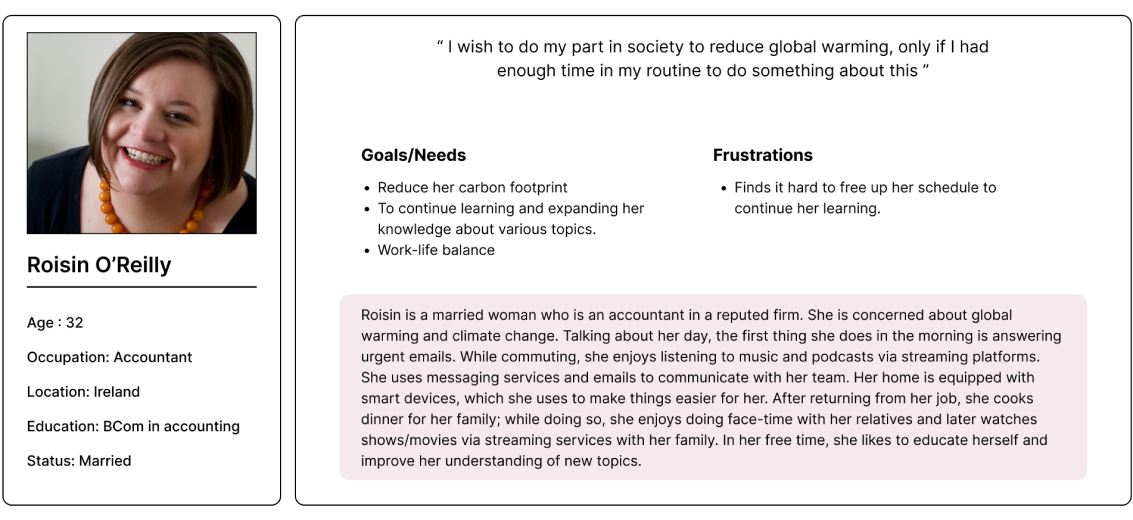 Roisin O’Reilly
Age : 32
Occupation: Accountant
Location: Ireland
Education: BCom in accounting
Status: Married
“ I wish to do my part in society to reduce global warming, only if I had
enough time in my routine to do something about this ”
Goals/Needs
• Reduce her carbon footprint
• To continue learning and expanding her
knowledge about various topics.
• Work-life balance
Frustrations
• Finds it hard to free up her schedule to
continue her learning.
Roisin is a married woman who is an accountant in a reputed firm. She is concerned about global
warming and climate change. Talking about her day, the first thing she does in the morning is answering
urgent emails. While commuting, she enjoys listening to music and podcasts via streaming platforms.
She uses messaging services and emails to communicate with her team. Her home is equipped with
smart devices, which she uses to make things easier for her. After returning from her job, she cooks
dinner for her family; while doing so, she enjoys doing face-time with her relatives and later watches
shows/movies via streaming services with her family. In her free time, she likes to educate herself and
improve her understanding of new topics.